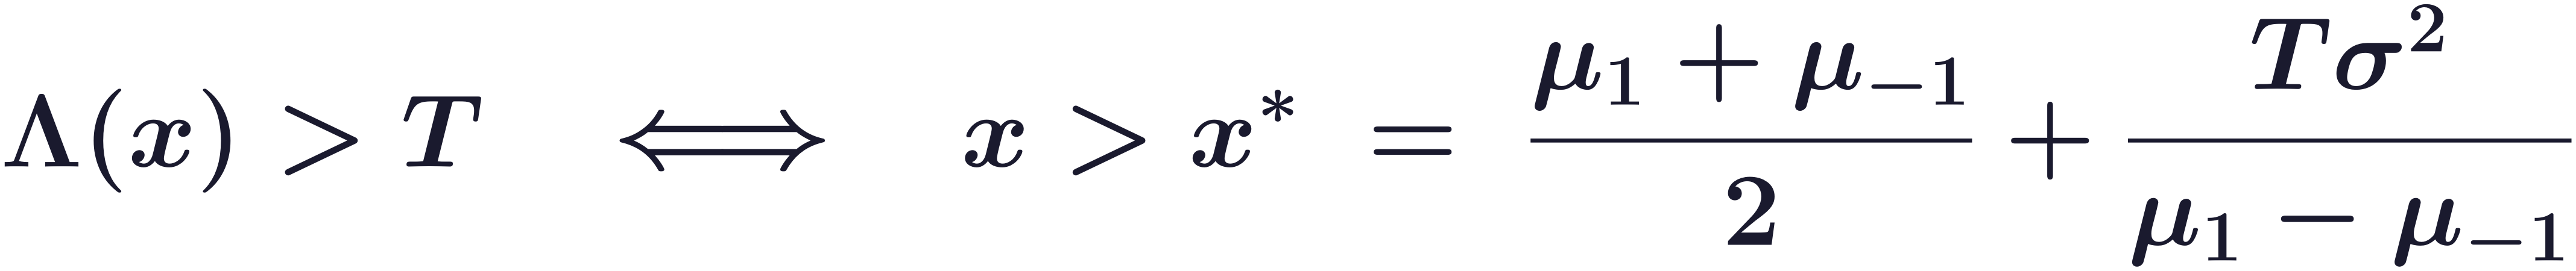 Λ(x) > T ⟺ x > x* = (μ₁ + μ₋₁)/2 + Tσ²/(μ₁ − μ₋₁)